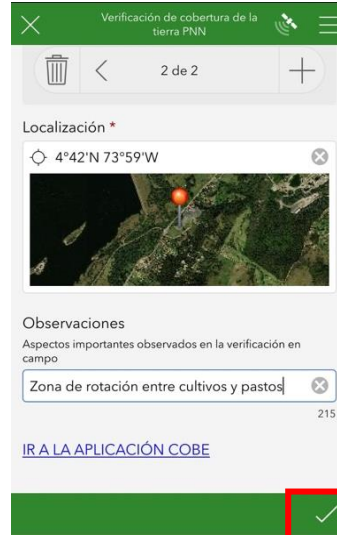 Verificación de cobertura de la
tierra PNN
2 de 2
Localización *
4°42'N 73°59'W
Observaciones
Aspectos importantes observados en la verificación en
campo
Zona de rotación entre cultivos y pastos
215
IR A LA APLICACIÓN COBE